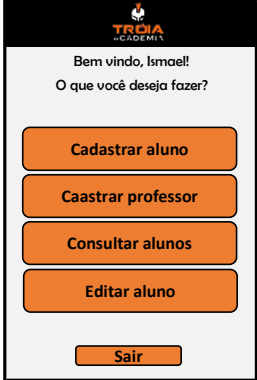 TRÓIA
ACADEMIA
Bem vindo, Ismael!
O que você deseja fazer?
Cadastrar aluno
Caastrar professor
Consultar alunos
Editar aluno
Sair